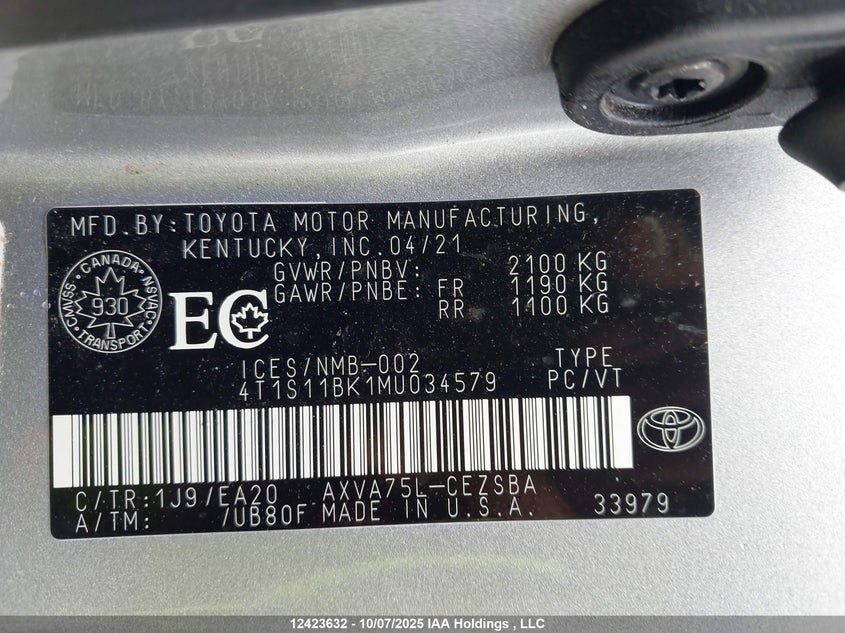 MFD.BY:TOYOTA MOTOR MANUFACTURING,
KENTUCKY,INC.04/21
GVWR/PNBV: 2100 KG
GAWR/PNBE: FR 1190 KG
RR 1100 KG
CANADA
CMVSS 930 NSVAC
TRANSPORT
EC
ICES/NMB-002 TYPE
4T1S11BK1MU034579 PC/VT
C/TR:1J9/EA20 AXVA75L-CEZSBA
A/TM: /UB80F MADE IN U.S.A. 33979
12423632 - 10/07/2025 IAA Holdings , LLC